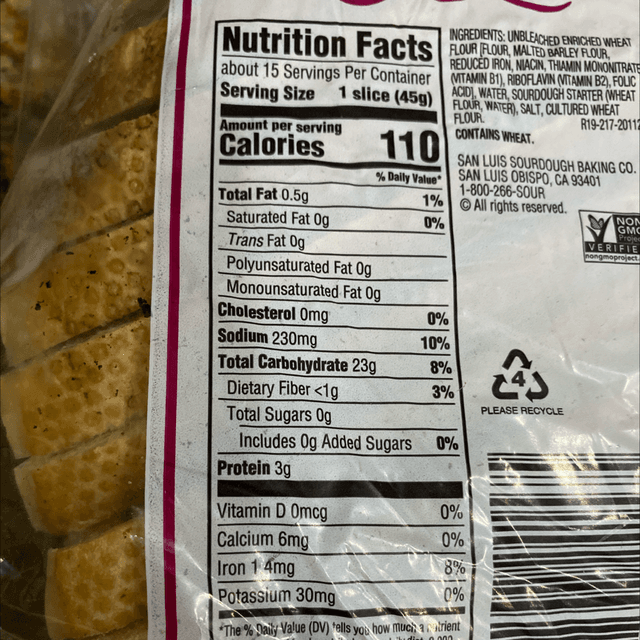 Nutrition Facts
about 15 Servings Per Container
Serving Size 1 slice (45g)
Amount per serving
Calories 110
% Daily Value*
Total Fat 0.5g 1%
Saturated Fat 0g 0%
Trans Fat 0g
Polyunsaturated Fat 0g
Monounsaturated Fat 0g
Cholesterol 0mg 0%
Sodium 230mg 10%
Total Carbohydrate 23g 8%
Dietary Fiber <1g 3%
Total Sugars 0g
Includes 0g Added Sugars 0%
Protein 3g
Vitamin D 0mcg 0%
Calcium 6mg 0%
Iron 1.4mg 8%
Potassium 30mg 0%
*The % Daily Value (DV) tells you how much a nutrient
INGREDIENTS: UNBLEACHED ENRICHED WHEAT
FLOUR [FLOUR, MALTED BARLEY FLOUR,
REDUCED IRON, NIACIN, THIAMIN MONONITRATE
(VITAMIN B1), RIBOFLAVIN (VITAMIN B2), FOLIC
ACID], WATER, SOURDOUGH STARTER (WHEAT
FLOUR, WATER), SALT, CULTURED WHEAT
FLOUR.
R19-217-20112
CONTAINS WHEAT.
SAN LUIS SOURDOUGH BAKING CO.
SAN LUIS OBISPO, CA 93401
1-800-266-SOUR
© All rights reserved.
NON
GMO
Project
VERIFIE
nongmoproject.
4
PLEASE RECYCLE